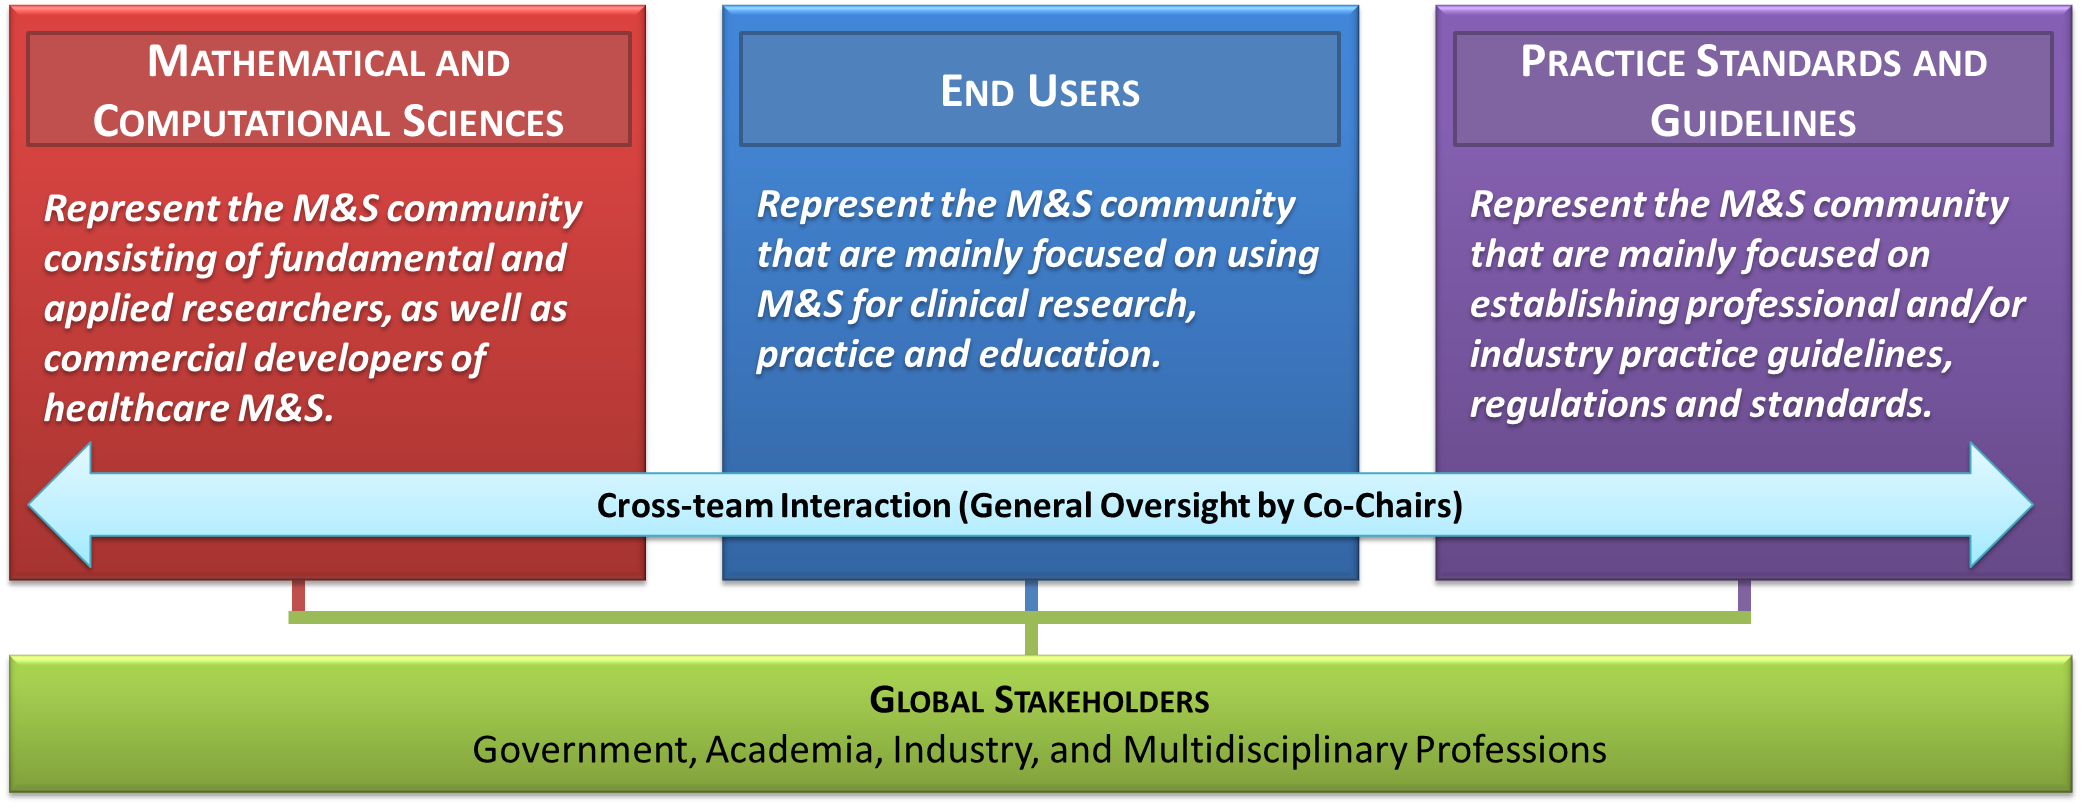 MATHEMATICAL AND
COMPUTATIONAL SCIENCES
Represent the M&S community
consisting of fundamental and
applied researchers, as well as
commercial developers of
healthcare M&S.
END USERS
Represent the M&S community
that are mainly focused on using
M&S for clinical research,
practice and education.
PRACTICE STANDARDS AND
GUIDELINES
Represent the M&S community
that are mainly focused on
establishing professional and/or
industry practice guidelines,
regulations and standards.
Cross-team Interaction (General Oversight by Co-Chairs)
GLOBAL STAKEHOLDERS
Government, Academia, Industry, and Multidisciplinary Professions